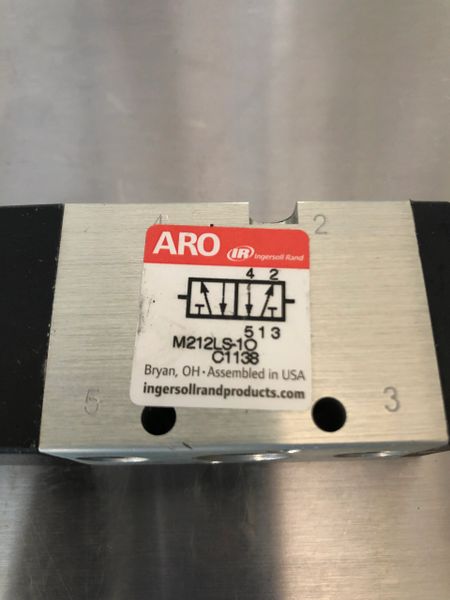 4 2
ARO IR Ingersoll Rand
4 2
5 1 3
M212LS-10
C1138
Bryan, OH · Assembled in USA
ingersollrandproducts.com
5 3